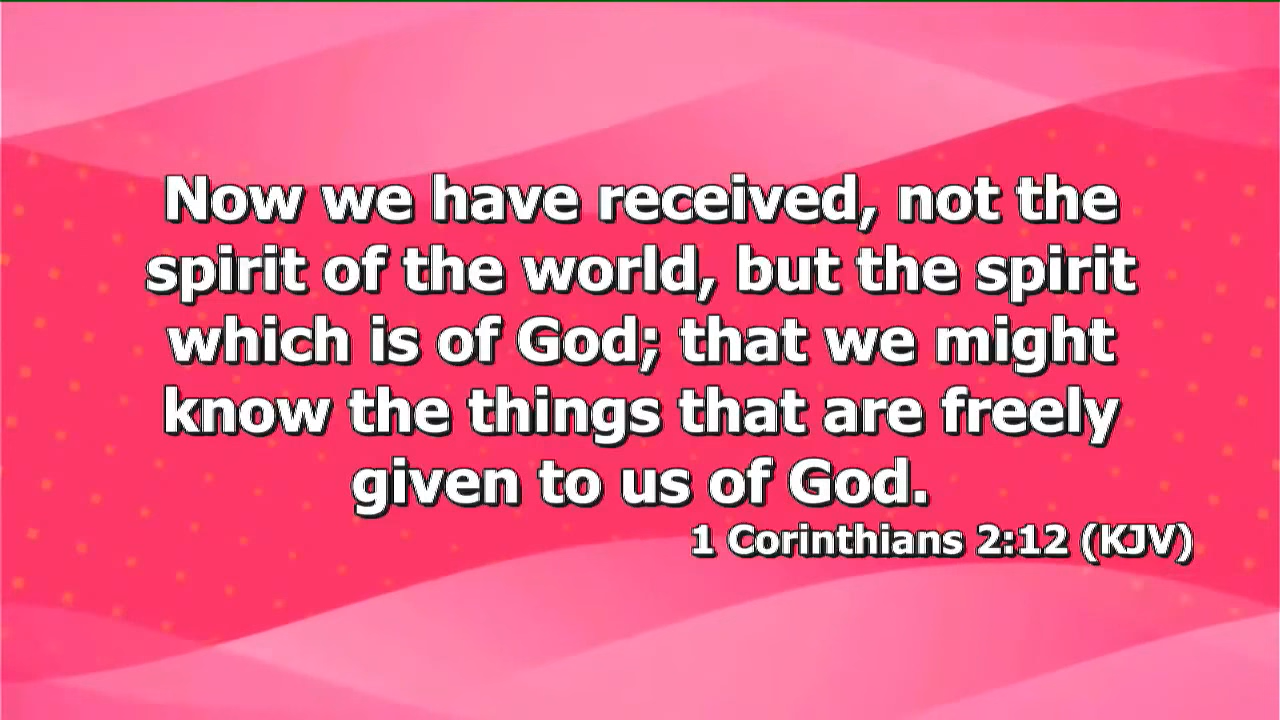 Now we have received, not the
spirit of the world, but the spirit
which is of God; that we might
know the things that are freely
given to us of God.
1 Corinthians 2:12 (KJV)